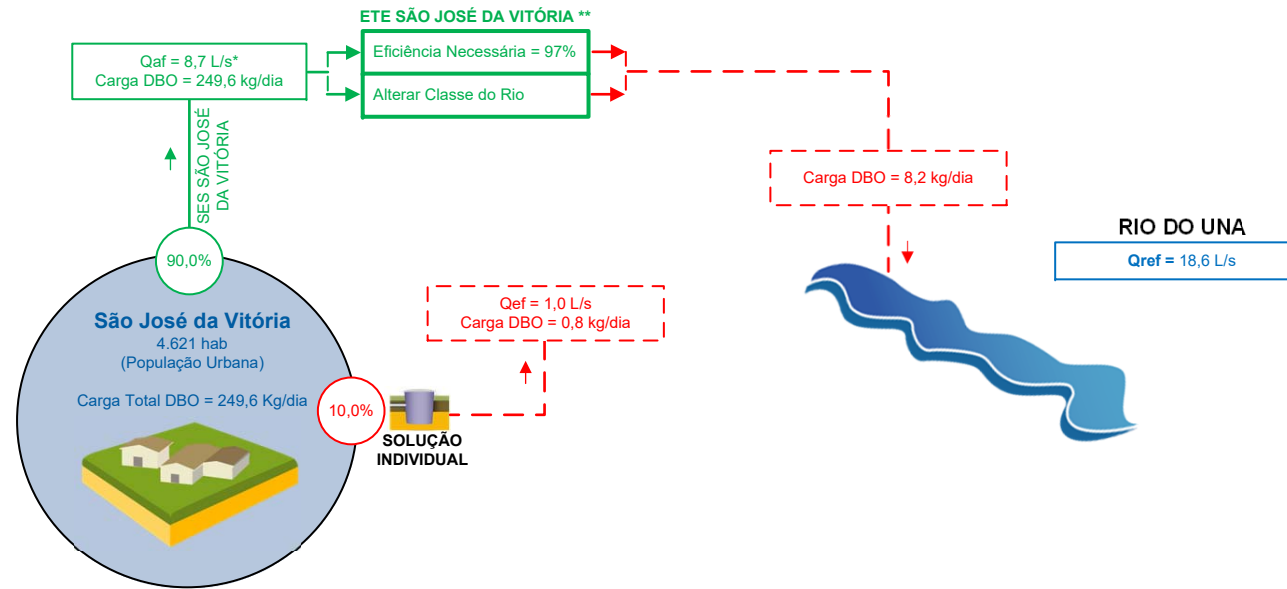 ETE SÃO JOSÉ DA VITÓRIA **
Qaf = 8,7 L/s*
Carga DBO = 249,6 kg/dia
Eficiência Necessária = 97%
Alterar Classe do Rio
SES SÃO JOSÉ
DA VITÓRIA
Carga DBO = 8,2 kg/dia
RIO DO UNA
Qref = 18,6 L/s
90,0%
São José da Vitória
4.621 hab
(População Urbana)
Carga Total DBO = 249,6 Kg/dia
10,0%
SOLUÇÃO
INDIVIDUAL
Qef = 1,0 L/s
Carga DBO = 0,8 kg/dia